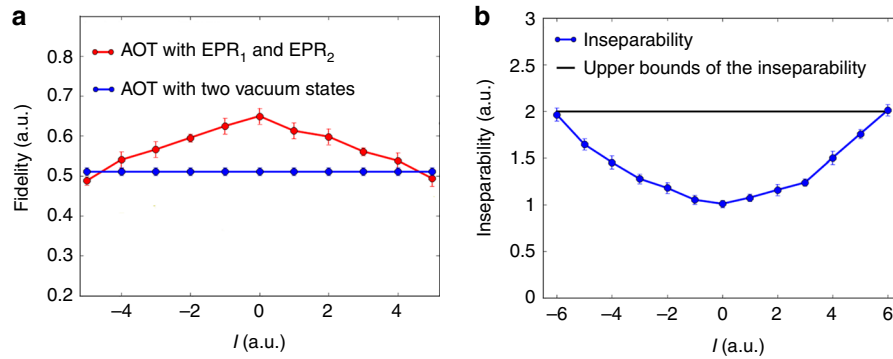 a
0.8
0.7
0.6
0.5
0.4
0.3
0.2
Fidelity (a.u.)
AOT with EPR₁ and EPR₂
AOT with two vacuum states
–4
–2
0
2
4
l (a.u.)
b
3
2.5
2
1.5
1
0.5
0
Inseparability (a.u.)
Inseparability
Upper bounds of the inseparability
–6
–4
–2
0
2
4
6
l (a.u.)